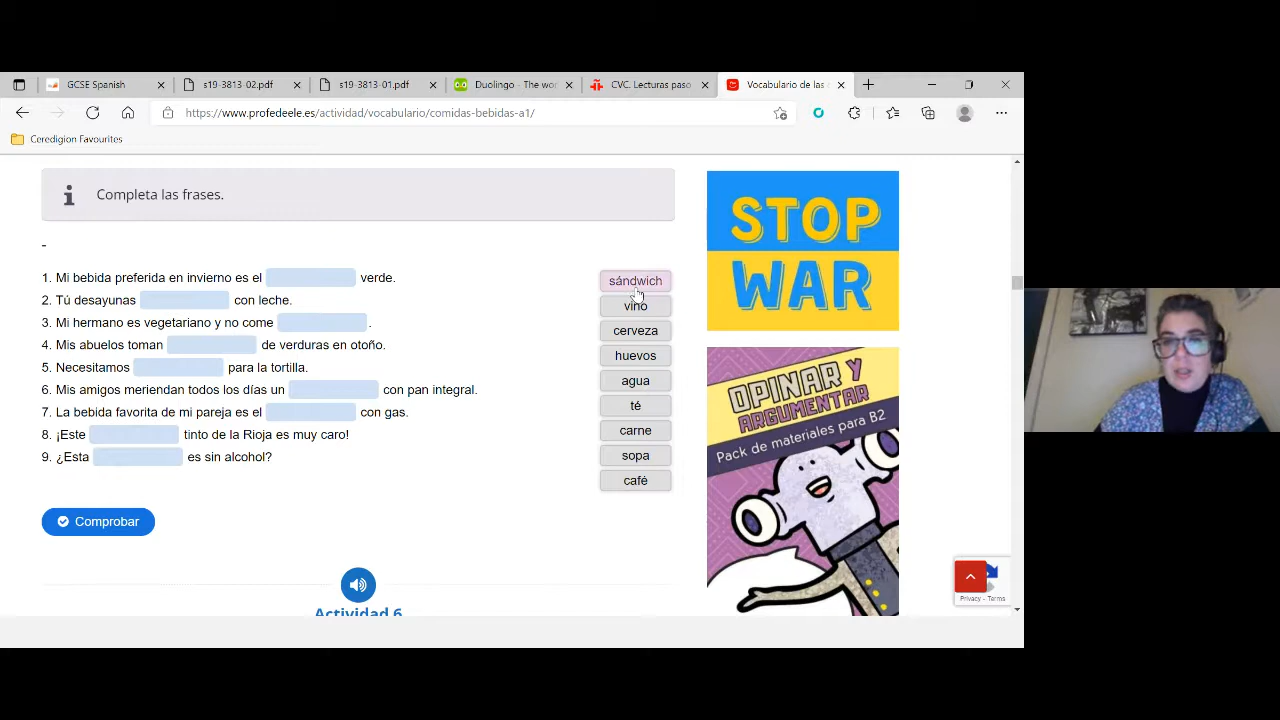 GCSE Spanish
s19-3813-02.pdf
s19-3813-01.pdf
Duolingo - The wo
CVC. Lecturas paso
Vocabulario de las c
https://www.profedeele.es/actividad/vocabulario/comidas-bebidas-a1/
Ceredigion Favourites
Completa las frases.
-
1. Mi bebida preferida en invierno es el verde.
2. Tú desayunas con leche.
3. Mi hermano es vegetariano y no come .
4. Mis abuelos toman de verduras en otoño.
5. Necesitamos para la tortilla.
6. Mis amigos meriendan todos los días un con pan integral.
7. La bebida favorita de mi pareja es el con gas.
8. ¡Este tinto de la Rioja es muy caro!
9. ¿Esta es sin alcohol?
sándwich
vino
cerveza
huevos
agua
té
carne
sopa
café
Comprobar
Actividad 6
STOP
WAR
OPINAR Y
ARGUMENTAR
Pack de materiales para B2
Privacy - Terms